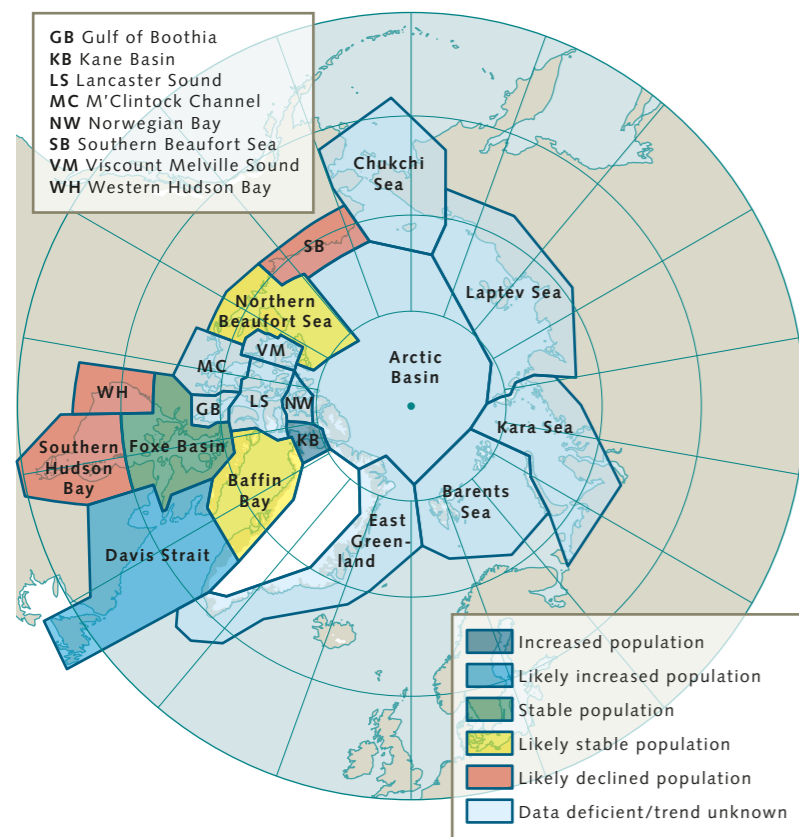 GB Gulf of Boothia
KB Kane Basin
LS Lancaster Sound
MC M'Clintock Channel
NW Norwegian Bay
SB Southern Beaufort Sea
VM Viscount Melville Sound
WH Western Hudson Bay
Chukchi
Sea
SB
Laptev Sea
Northern
Beaufort Sea
VM
MC
Arctic
Basin
WH
GB
LS
NW
Kara Sea
KB
Southern
Hudson
Bay
Foxe Basin
Baffin
Bay
Barents
Sea
East
Green-
land
Davis Strait
Increased population
Likely increased population
Stable population
Likely stable population
Likely declined population
Data deficient/trend unknown